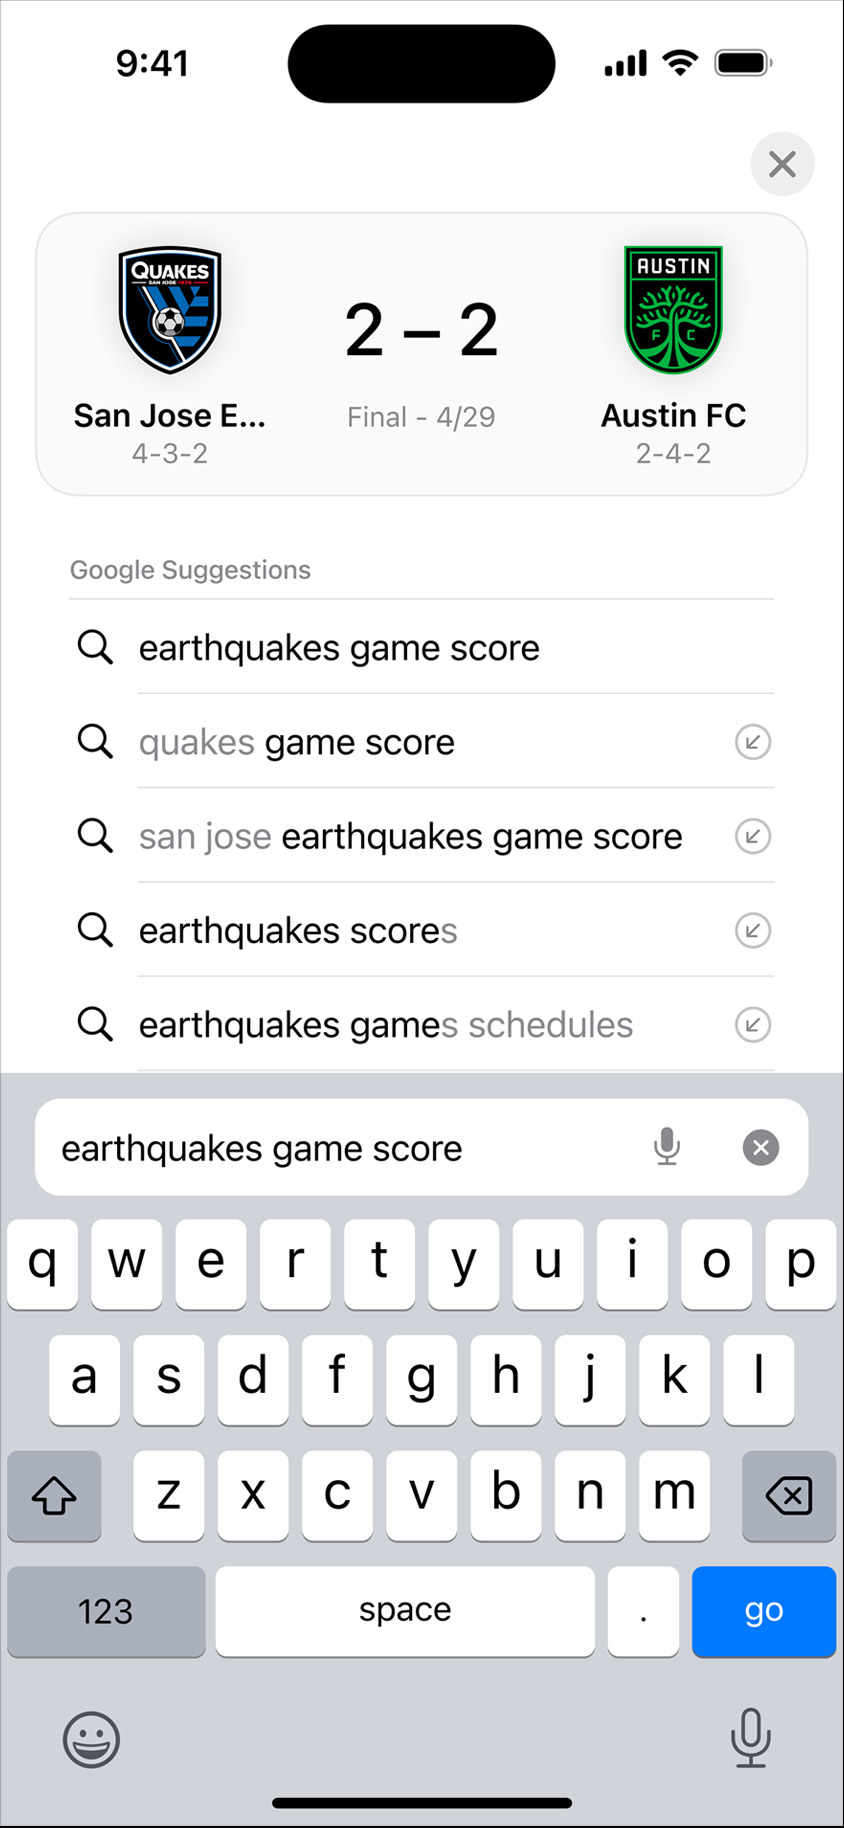 9:41
QUAKES
SAN JOSE 1974
AUSTIN
F C
2 – 2
San Jose E...
Final - 4/29
Austin FC
4-3-2
2-4-2
Google Suggestions
earthquakes game score
quakes game score
san jose earthquakes game score
earthquakes scores
earthquakes games schedules
earthquakes game score
q w e r t y u i o p
a s d f g h j k l
z x c v b n m
123 space . go